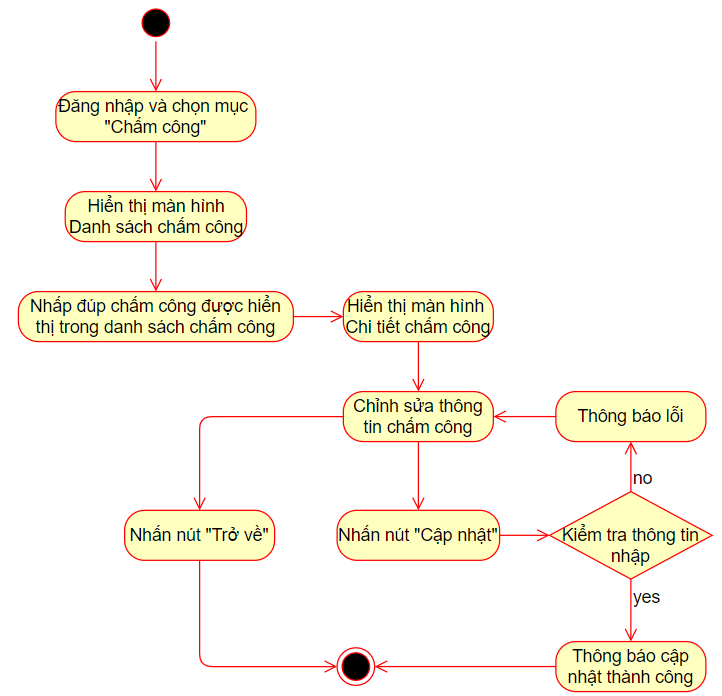 Đăng nhập và chọn mục
"Chấm công"
Hiển thị màn hình
Danh sách chấm công
Nhấp đúp chấm công được hiển
thị trong danh sách chấm công
Hiển thị màn hình
Chi tiết chấm công
Chỉnh sửa thông
tin chấm công
Thông báo lỗi
no
Nhấn nút "Trở về"
Nhấn nút "Cập nhật"
Kiểm tra thông tin
nhập
yes
Thông báo cập
nhật thành công